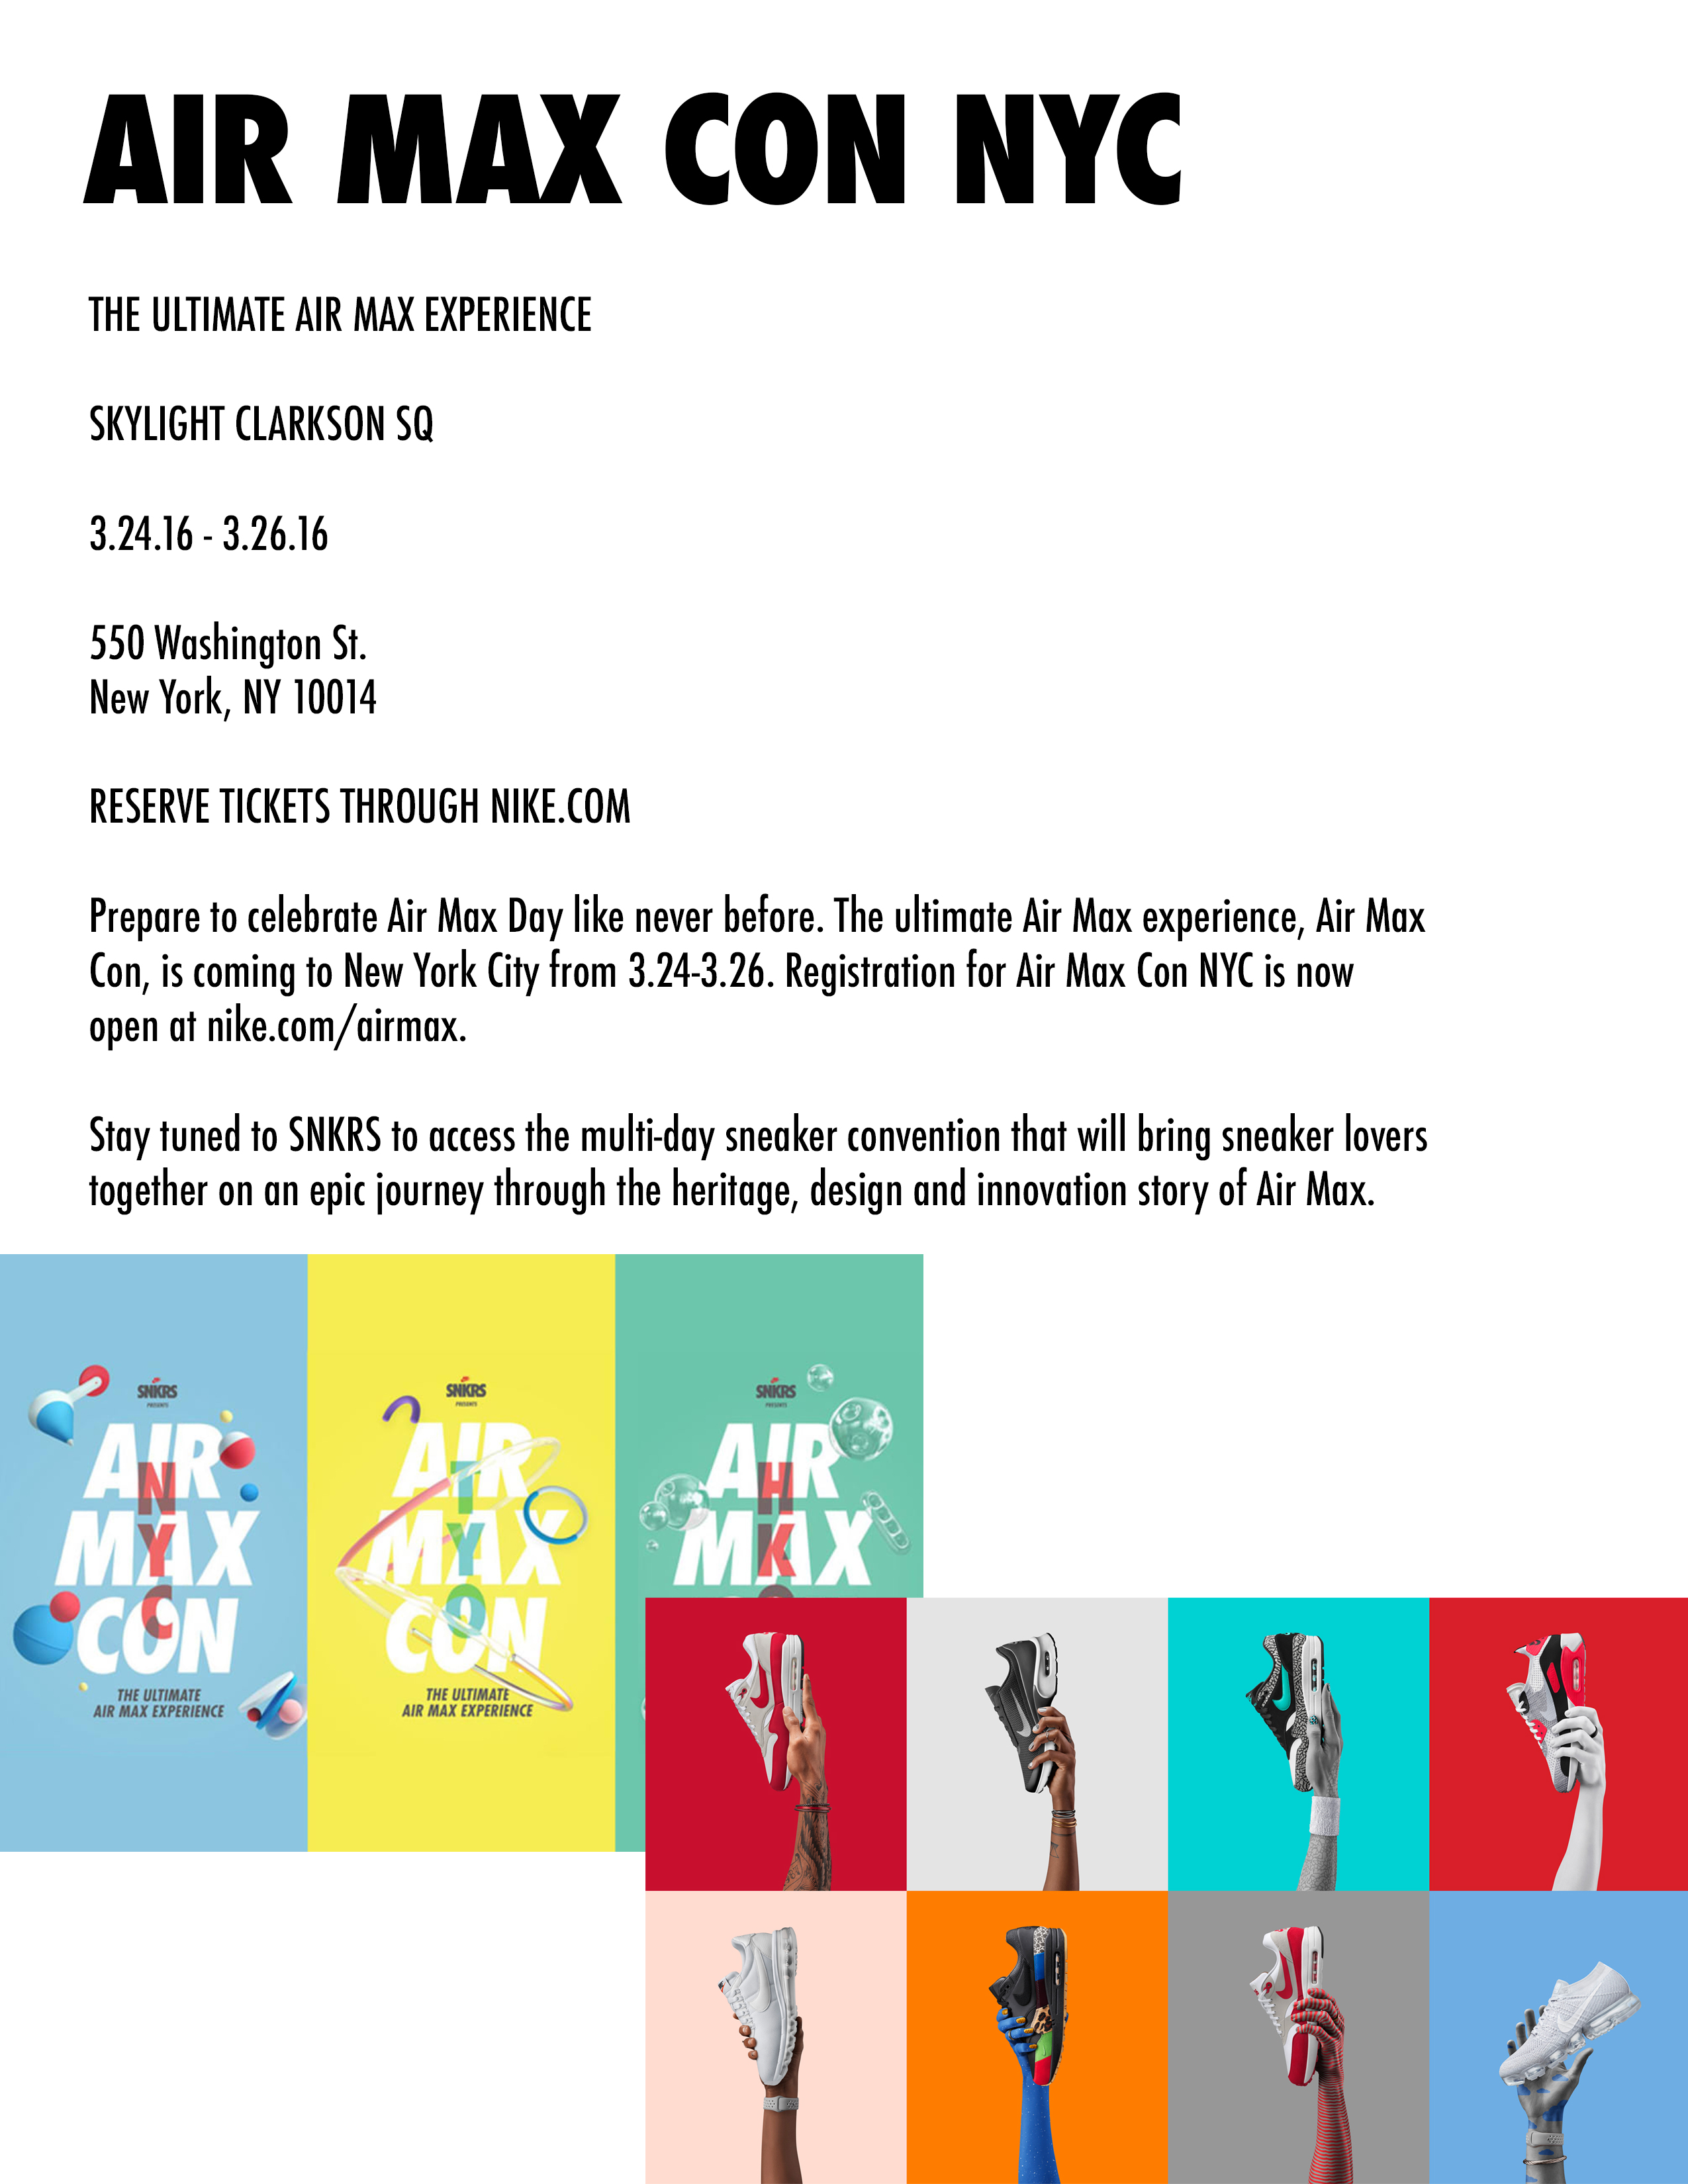 AIR MAX CON NYC
THE ULTIMATE AIR MAX EXPERIENCE
SKYLIGHT CLARKSON SQ
3.24.16 - 3.26.16
550 Washington St.
New York, NY 10014
RESERVE TICKETS THROUGH NIKE.COM
Prepare to celebrate Air Max Day like never before. The ultimate Air Max experience, Air Max
Con, is coming to New York City from 3.24-3.26. Registration for Air Max Con NYC is now
open at nike.com/airmax.
Stay tuned to SNKRS to access the multi-day sneaker convention that will bring sneaker lovers
together on an epic journey through the heritage, design and innovation story of Air Max.
SNKRS
PRESENTS
AIR
MAX
CON
NYC
THE ULTIMATE
AIR MAX EXPERIENCE
SNKRS
PRESENTS
AIR
MAX
CON
TYO
THE ULTIMATE
AIR MAX EXPERIENCE
SNKRS
PRESENTS
AIR
MAX
HK